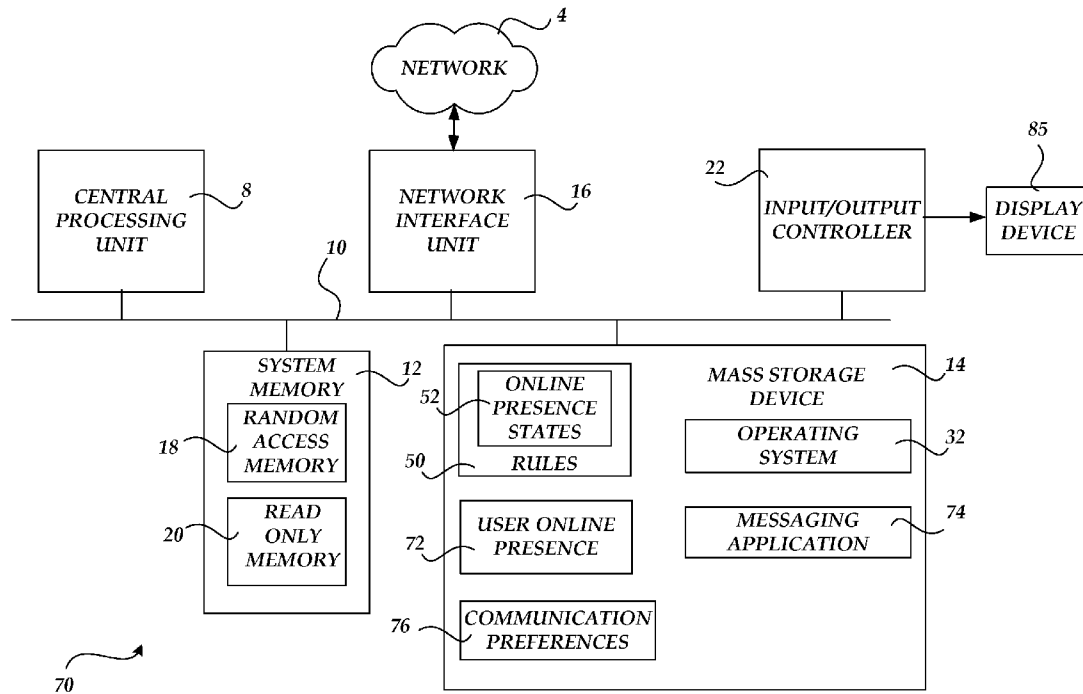 4
NETWORK
CENTRAL
PROCESSING
UNIT
8
NETWORK
INTERFACE
UNIT
16
22
INPUT/OUTPUT
CONTROLLER
85
DISPLAY
DEVICE
10
SYSTEM
MEMORY
12
18
RANDOM
ACCESS
MEMORY
20
READ
ONLY
MEMORY
52
ONLINE
PRESENCE
STATES
50
RULES
72
USER ONLINE
PRESENCE
76
COMMUNICATION
PREFERENCES
MASS STORAGE
DEVICE
14
OPERATING
SYSTEM
32
MESSAGING
APPLICATION
74
70